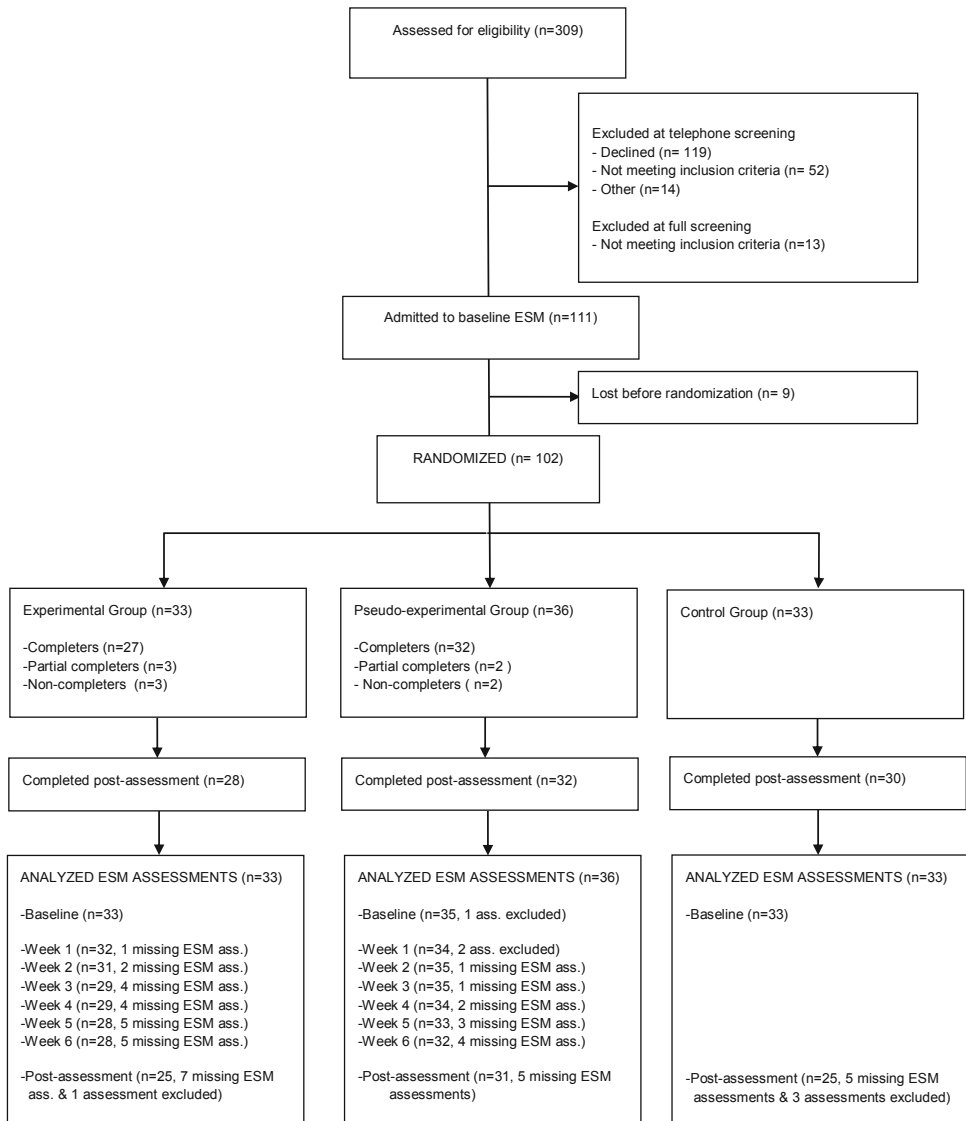 Assessed for eligibility (n=309)
Excluded at telephone screening
- Declined (n= 119)
- Not meeting inclusion criteria (n= 52)
- Other (n=14)
Excluded at full screening
- Not meeting inclusion criteria (n=13)
Admitted to baseline ESM (n=111)
Lost before randomization (n= 9)
RANDOMIZED (n= 102)
Experimental Group (n=33)
-Completers (n=27)
-Partial completers (n=3)
-Non-completers (n=3)
Pseudo-experimental Group (n=36)
-Completers (n=32)
-Partial completers (n=2 )
- Non-completers ( n=2)
Control Group (n=33)
Completed post-assessment (n=28)
Completed post-assessment (n=32)
Completed post-assessment (n=30)
ANALYZED ESM ASSESSMENTS (n=33)
-Baseline (n=33)
-Week 1 (n=32, 1 missing ESM ass.)
-Week 2 (n=31, 2 missing ESM ass.)
-Week 3 (n=29, 4 missing ESM ass.)
-Week 4 (n=29, 4 missing ESM ass.)
-Week 5 (n=28, 5 missing ESM ass.)
-Week 6 (n=28, 5 missing ESM ass.)
-Post-assessment (n=25, 7 missing ESM
ass. & 1 assessment excluded)
ANALYZED ESM ASSESSMENTS (n=36)
-Baseline (n=35, 1 ass. excluded)
-Week 1 (n=34, 2 ass. excluded)
-Week 2 (n=35, 1 missing ESM ass.)
-Week 3 (n=35, 1 missing ESM ass.)
-Week 4 (n=34, 2 missing ESM ass.)
-Week 5 (n=33, 3 missing ESM ass.)
-Week 6 (n=32, 4 missing ESM ass.)
-Post-assessment (n=31, 5 missing ESM
assessments)
ANALYZED ESM ASSESSMENTS (n=33)
-Baseline (n=33)
-Post-assessment (n=25, 5 missing ESM
assessments & 3 assessments excluded)